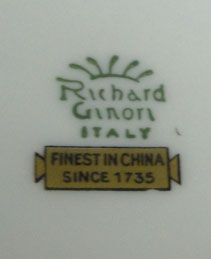 Richard
Ginori
ITALY
FINEST IN CHINA
SINCE 1735